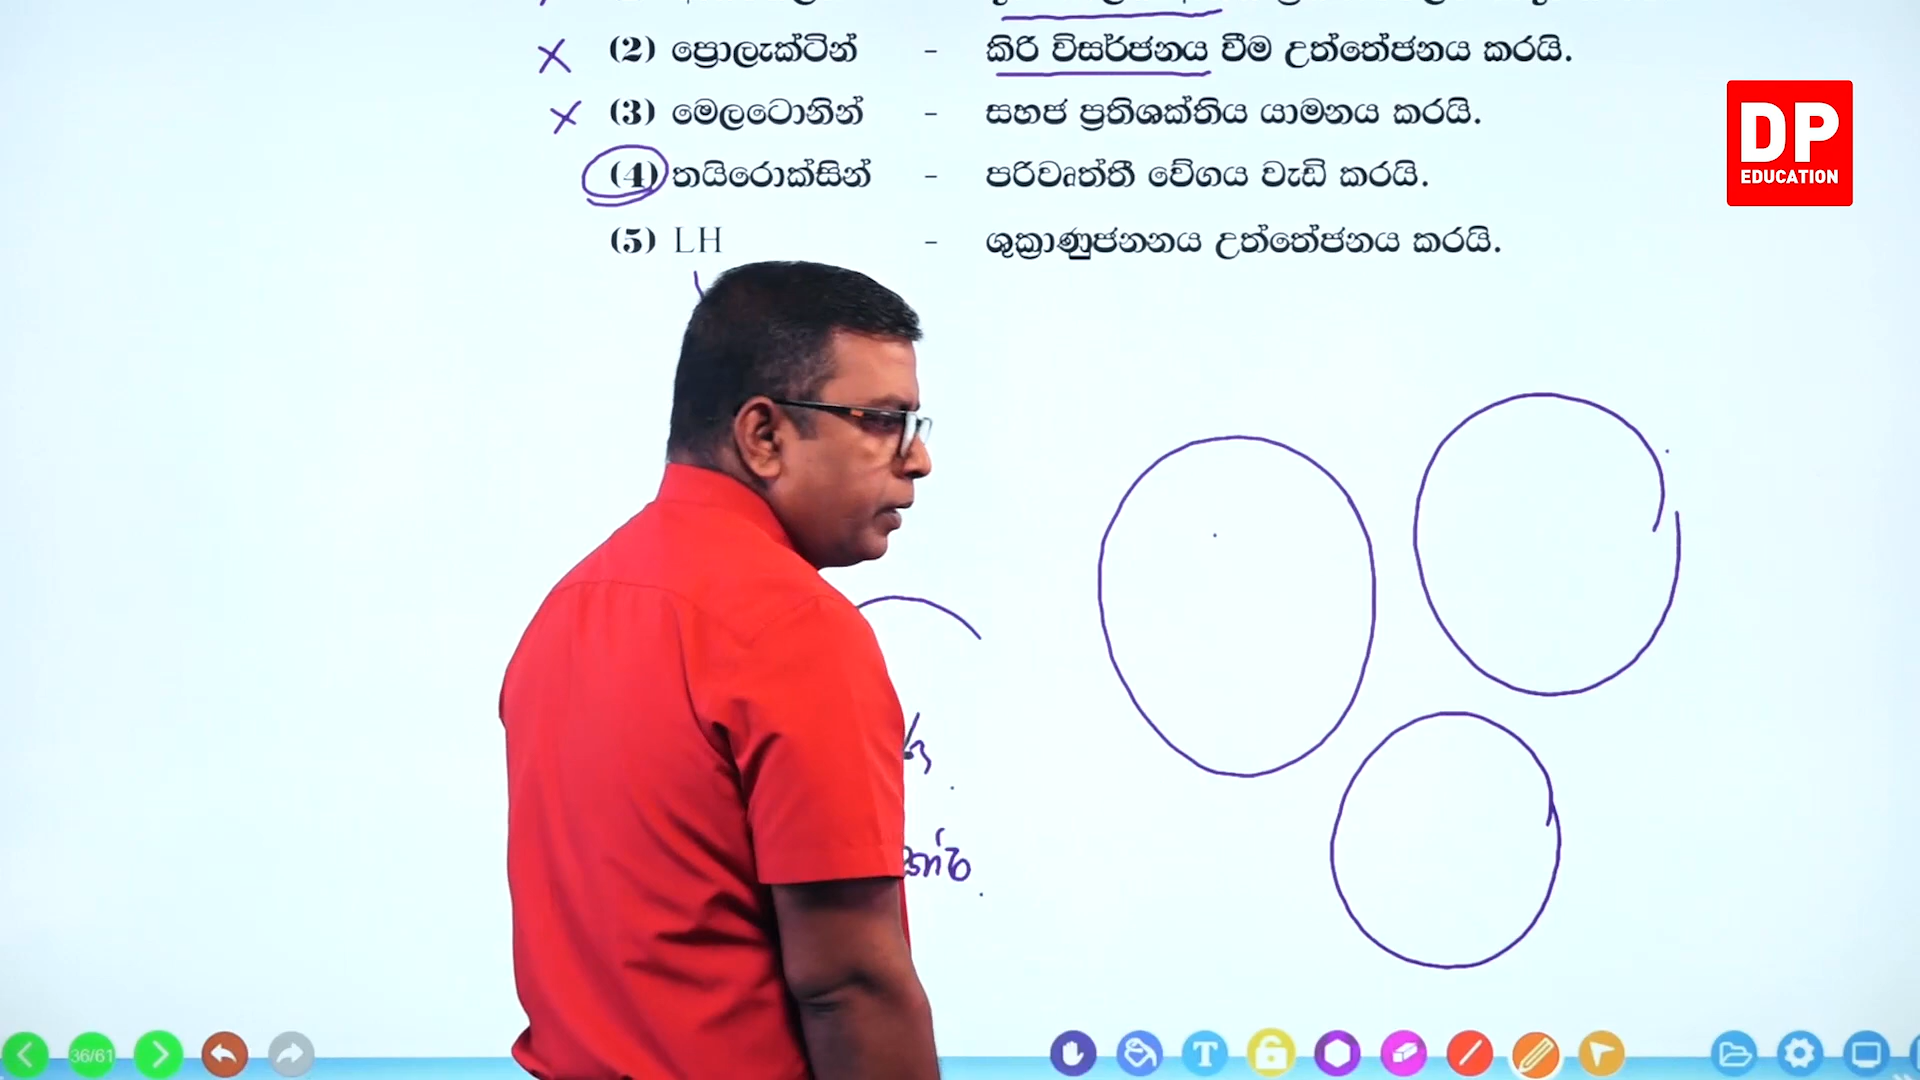 (2) ප්‍රොලැක්ටින් - කිරි විසර්ජනය වීම උත්තේජනය කරයි.
(3) මෙලටොනින් - සහජ ප්‍රතිශක්තිය යාමනය කරයි.
(4) තයිරොක්සින් - පරිවෘත්තී වේගය වැඩි කරයි.
(5) LH - ශුක්‍රාණුජනනය උත්තේජනය කරයි.
DP
EDUCATION
36/61
T